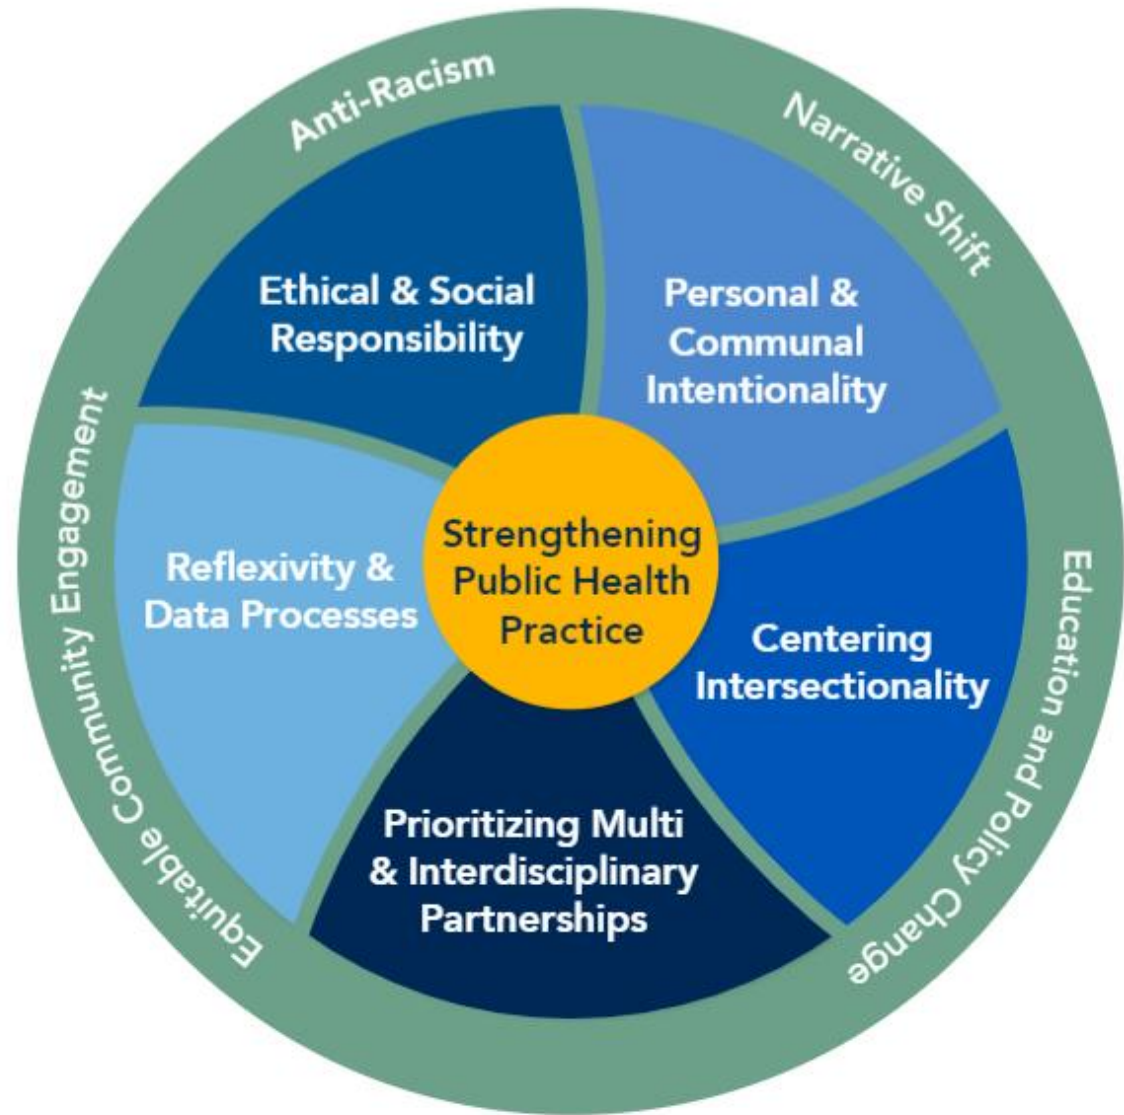 Anti-Racism
Narrative Shift
Ethical & Social
Responsibility
Personal &
Communal
Intentionality
Equitable Community Engagement
Reflexivity &
Data Processes
Strengthening
Public Health
Practice
Centering
Intersectionality
Education and Policy Change
Prioritizing Multi
& Interdisciplinary
Partnerships